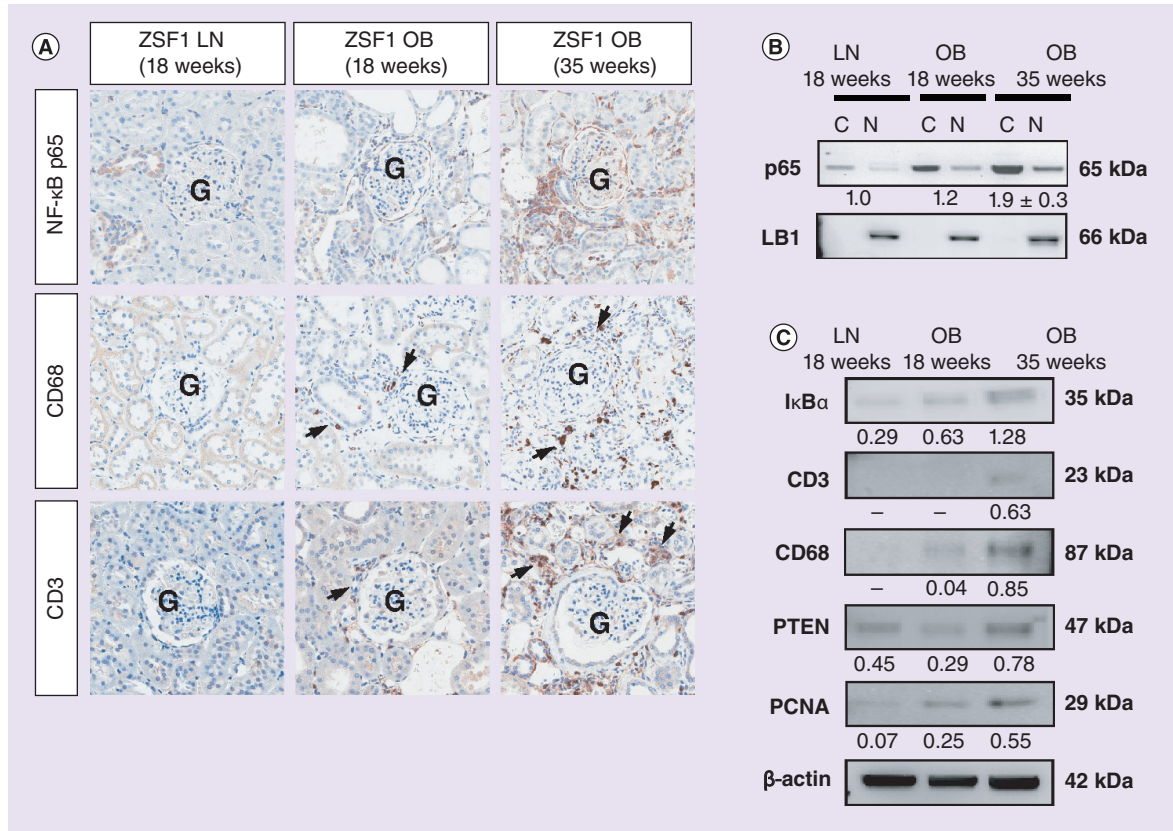 A
ZSF1 LN
(18 weeks)
ZSF1 OB
(18 weeks)
ZSF1 OB
(35 weeks)
NF-κB p65
G
G
G
CD68
G
G
G
CD3
G
G
G
B
LN
18 weeks
OB
18 weeks
OB
35 weeks
C N C N C N
p65 65 kDa
1.0 1.2 1.9 ± 0.3
LB1 66 kDa
C
LN
18 weeks
OB
18 weeks
OB
35 weeks
IκBα 35 kDa
0.29 0.63 1.28
CD3 23 kDa
– – 0.63
CD68 87 kDa
– 0.04 0.85
PTEN 47 kDa
0.45 0.29 0.78
PCNA 29 kDa
0.07 0.25 0.55
β-actin 42 kDa